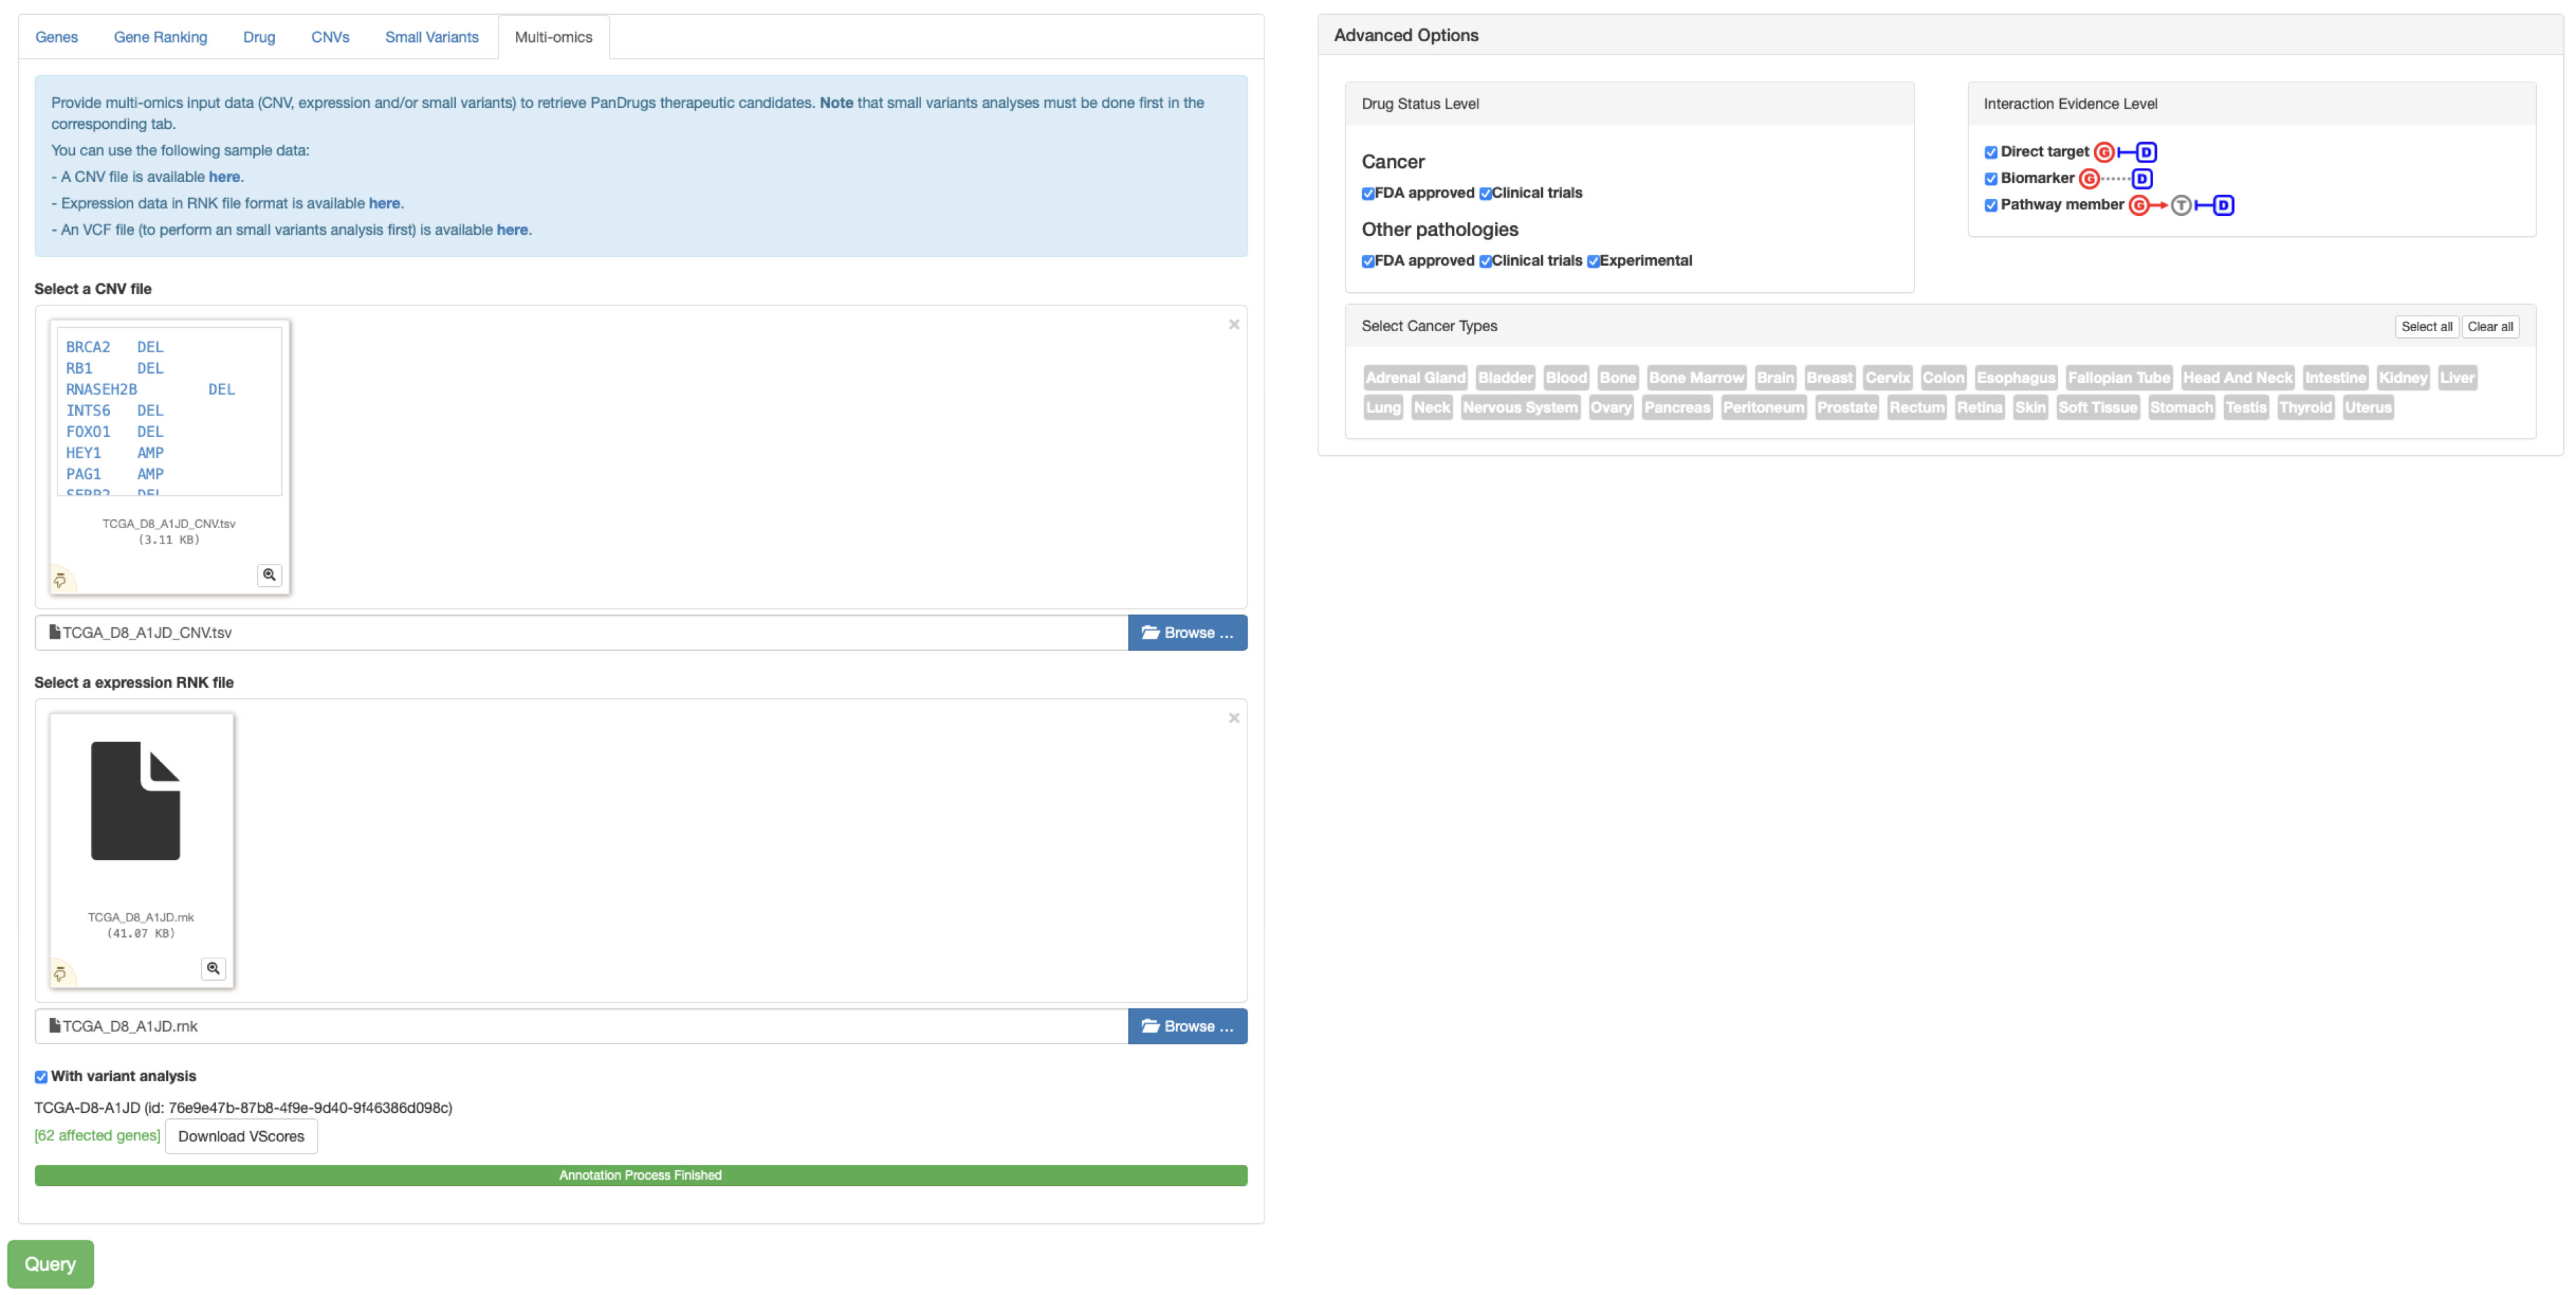 Genes Gene Ranking Drug CNVs Small Variants Multi-omics
Provide multi-omics input data (CNV, expression and/or small variants) to retrieve PanDrugs therapeutic candidates. Note that small variants analyses must be done first in the
corresponding tab.
You can use the following sample data:
- A CNV file is available here.
- Expression data in RNK file format is available here.
- An VCF file (to perform an small variants analysis first) is available here.
Select a CNV file
BRCA2 DEL
RB1 DEL
RNASEH2B DEL
INTS6 DEL
FOXO1 DEL
HEY1 AMP
PAG1 AMP
TCGA_D8_A1JD_CNV.tsv
(3.11 KB)
TCGA_D8_A1JD_CNV.tsv
Browse ...
Select a expression RNK file
TCGA_D8_A1JD.rnk
(41.07 KB)
TCGA_D8_A1JD.rnk
Browse ...
With variant analysis
TCGA-D8-A1JD (id: 76e9e47b-87b8-4f9e-9d40-9f46386d098c)
[62 affected genes] Download VScores
Annotation Process Finished
Query
Advanced Options
Drug Status Level
Cancer
FDA approved Clinical trials
Other pathologies
FDA approved Clinical trials Experimental
Interaction Evidence Level
Direct target G D
Biomarker G D
Pathway member G T D
Select Cancer Types
Select all Clear all
Adrenal Gland Bladder Blood Bone Bone Marrow Brain Breast Cervix Colon Esophagus Fallopian Tube Head And Neck Intestine Kidney Liver
Lung Neck Nervous System Ovary Pancreas Peritoneum Prostate Rectum Retina Skin Soft Tissue Stomach Testis Thyroid Uterus